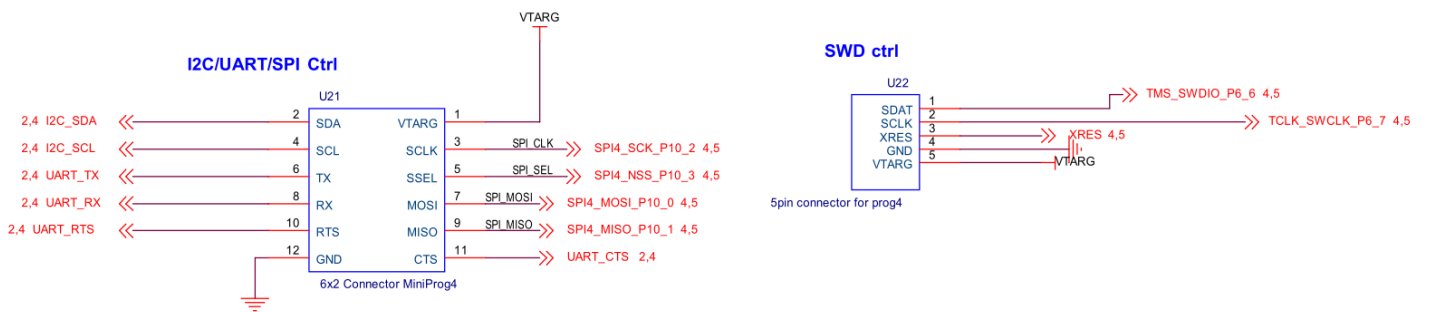 VTARG
I2C/UART/SPI Ctrl
U21
2,4 I2C_SDA 2 SDA VTARG 1
2,4 I2C_SCL 4 SCL SCLK 3 SPI_CLK SPI4_SCK_P10_2 4,5
2,4 UART_TX 6 TX SSEL 5 SPI_SEL SPI4_NSS_P10_3 4,5
2,4 UART_RX 8 RX MOSI 7 SPI_MOSI SPI4_MOSI_P10_0 4,5
2,4 UART_RTS 10 RTS MISO 9 SPI_MISO SPI4_MISO_P10_1 4,5
12 GND CTS 11 UART_CTS 2,4
6x2 Connector MiniProg4
SWD ctrl
U22
SDAT 1 TMS_SWDIO_P6_6 4,5
SCLK 2 TCLK_SWCLK_P6_7 4,5
XRES 3 XRES 4,5
GND 4
VTARG 5 VTARG
5pin connector for prog4